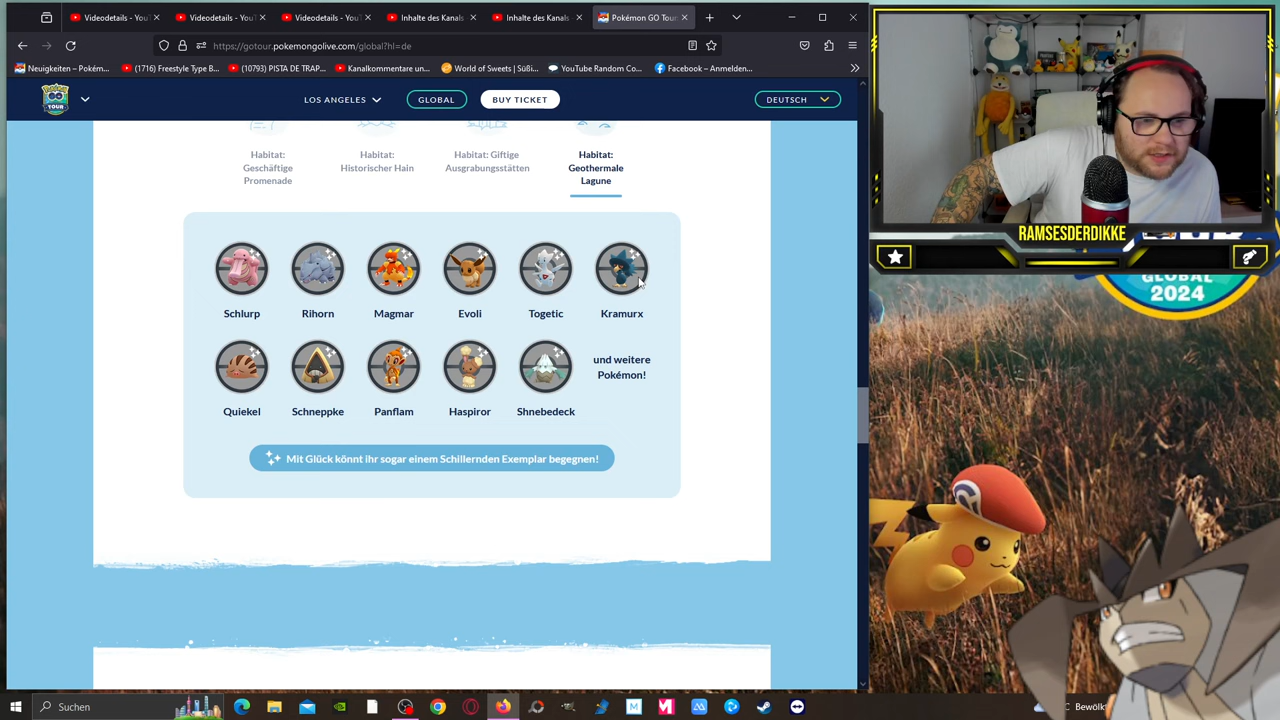 Videodetails - YouT
Videodetails - YouT
Videodetails - YouT
Inhalte des Kanals
Inhalte des Kanals
Pokémon GO Tour
https://gotour.pokemongolive.com/global?hl=de
Neuigkeiten – Pokém...
(1716) Freestyle Type B...
(10793) PISTA DE TRAP...
Kanalkommentare un...
World of Sweets | Süßi...
YouTube Random Co...
Facebook – Anmelden...
LOS ANGELES
GLOBAL
BUY TICKET
DEUTSCH
Habitat:
Geschäftige
Promenade
Habitat:
Historischer Hain
Habitat: Giftige
Ausgrabungsstätten
Habitat:
Geothermale
Lagune
Schlurp
Rihorn
Magmar
Evoli
Togetic
Kramurx
und weitere
Pokémon!
Quiekel
Schneppke
Panflam
Haspiror
Shnebedeck
Mit Glück könnt ihr sogar einem Schillernden Exemplar begegnen!
RAMSESDERDIKKE
GLOBAL
2024
Suchen
C Bewölk